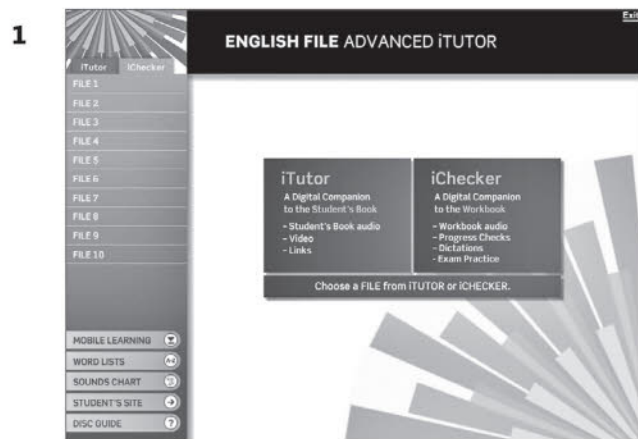 1
Exit
ENGLISH FILE ADVANCED iTUTOR
iTutor iChecker
FILE 1
FILE 2
FILE 3
FILE 4
FILE 5
FILE 6
FILE 7
FILE 8
FILE 9
FILE 10
iTutor
A Digital Companion
to the Student's Book
- Student's Book audio
- Video
- Links
iChecker
A Digital Companion
to the Workbook
- Workbook audio
- Progress Checks
- Dictations
- Exam Practice
Choose a FILE from iTUTOR or iCHECKER.
MOBILE LEARNING
WORD LISTS
SOUNDS CHART
STUDENT'S SITE
DISC GUIDE ?